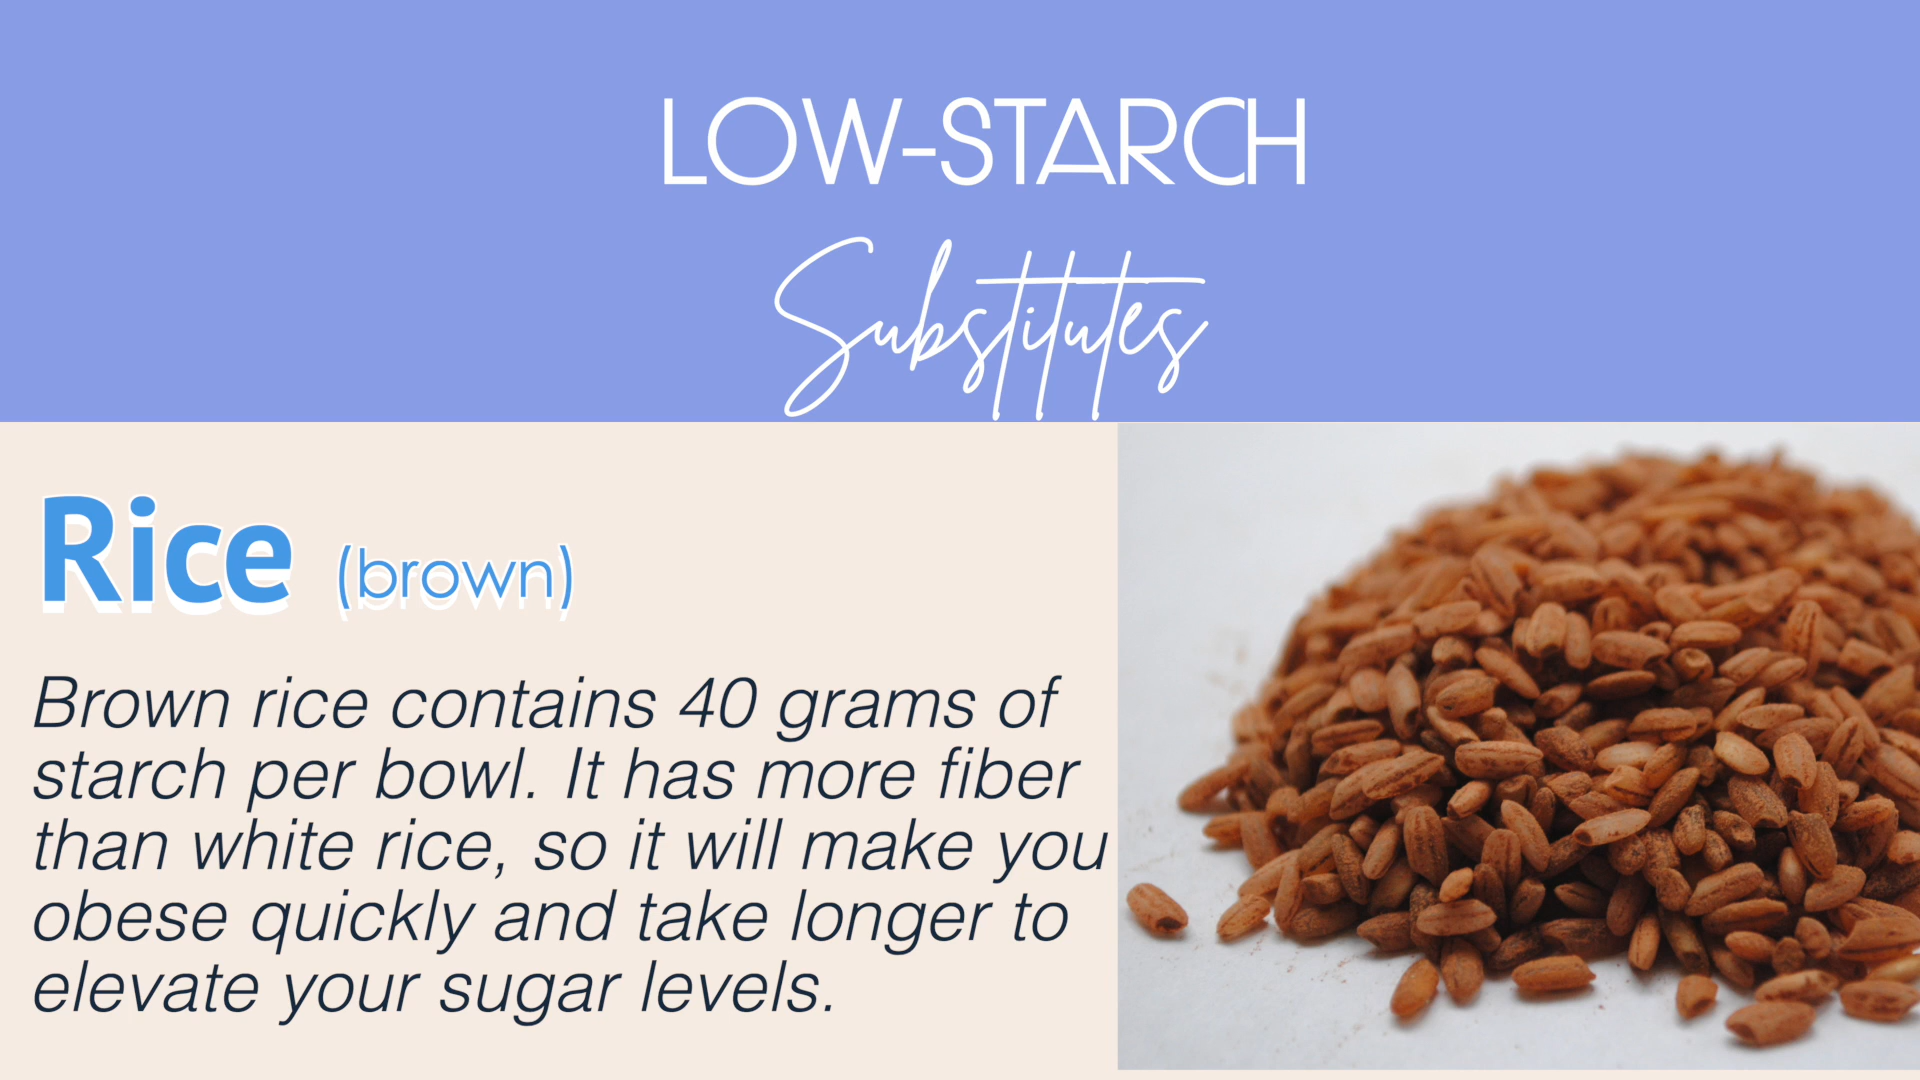 LOW-STARCH
Substitutes
Rice (brown)
Brown rice contains 40 grams of
starch per bowl. It has more fiber
than white rice, so it will make you
obese quickly and take longer to
elevate your sugar levels.